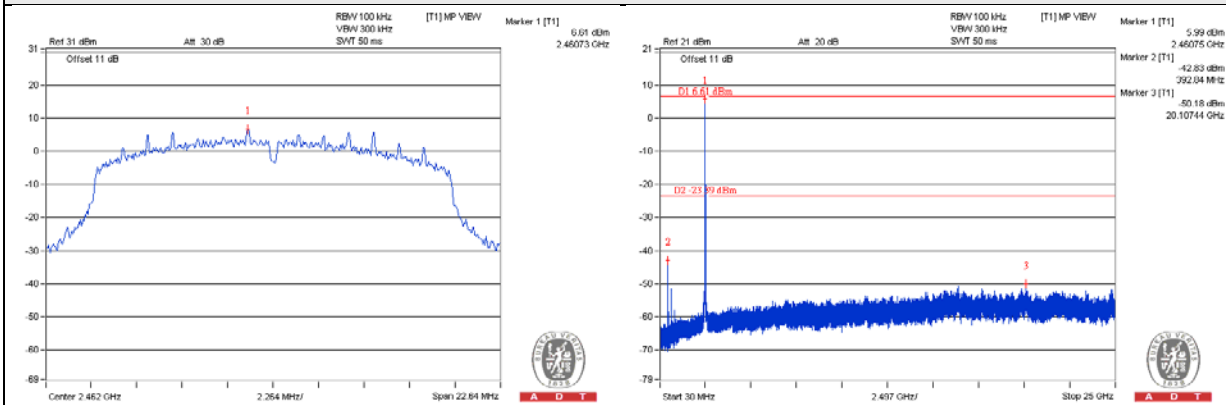 RBW 100 kHz
VBW 300 kHz
SWT 50 ms
[T1] MP VIEW
Marker 1 [T1]
6.61 dBm
2.46073 GHz
Ref 31 dBm
Att 30 dB
31
Offset 11 dB
20
10
0
-10
-20
-30
-40
-50
-60
-69
1
Center 2.462 GHz
2.264 MHz/
Span 22.64 MHz
BUREAU VERITAS
1828
A D T
RBW 100 kHz
VBW 300 kHz
SWT 50 ms
[T1] MP VIEW
Marker 1 [T1]
5.99 dBm
2.46075 GHz
Marker 2 [T1]
-42.83 dBm
392.84 MHz
Marker 3 [T1]
-50.18 dBm
20.10744 GHz
Ref 21 dBm
Att 20 dB
21
Offset 11 dB
10
0
-10
-20
-30
-40
-50
-60
-70
-79
1
D1 6.61 dBm
D2 -23.39 dBm
2
3
Start 30 MHz
2.497 GHz/
Stop 25 GHz
BUREAU VERITAS
1828
A D T